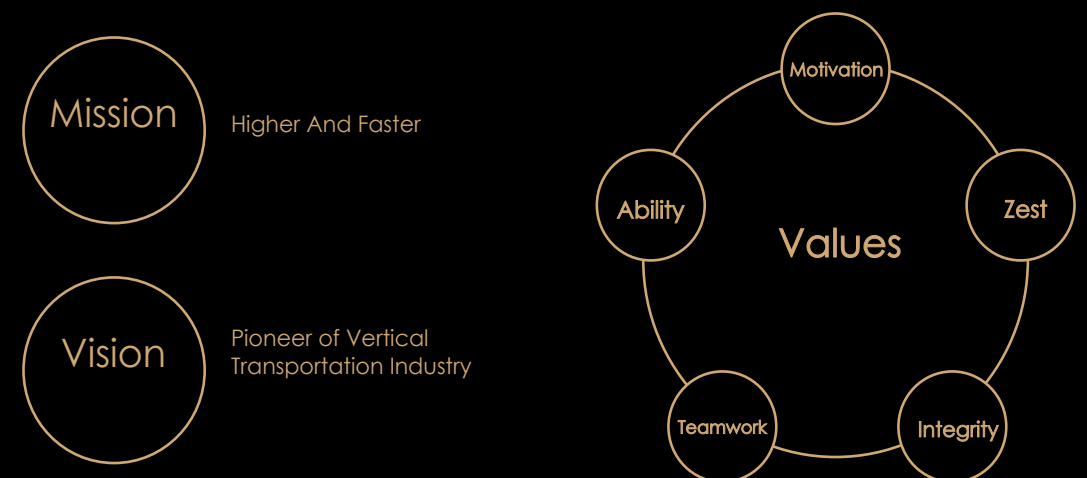 Mission
Higher And Faster
Vision
Pioneer of Vertical
Transportation Industry
Values
Motivation
Zest
Integrity
Teamwork
Ability